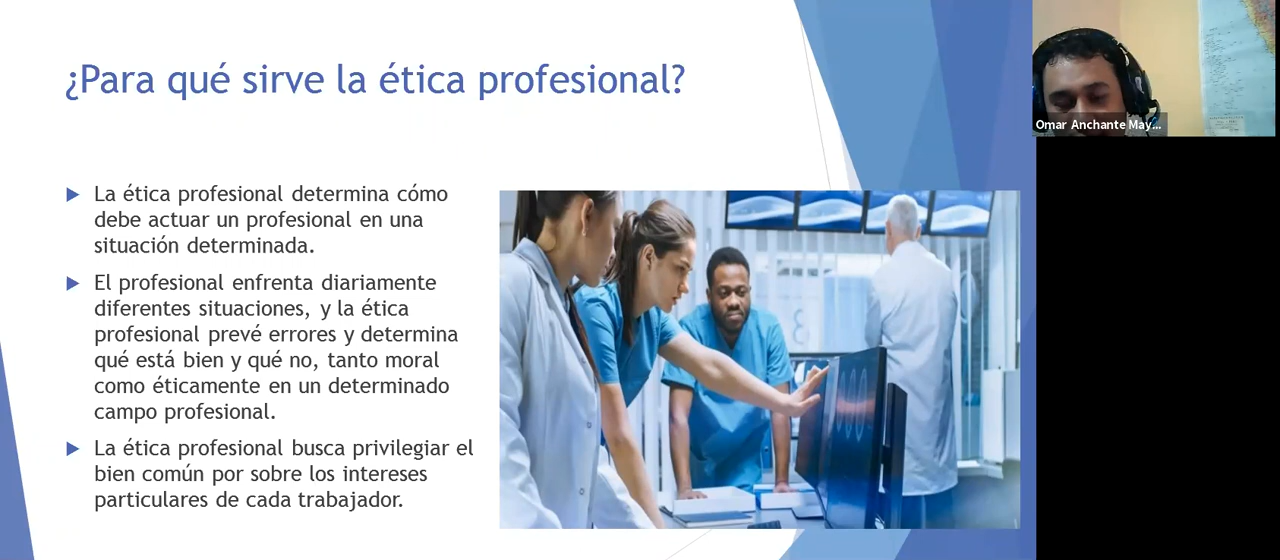 ¿Para qué sirve la ética profesional?
La ética profesional determina cómo
debe actuar un profesional en una
situación determinada.
El profesional enfrenta diariamente
diferentes situaciones, y la ética
profesional prevé errores y determina
qué está bien y qué no, tanto moral
como éticamente en un determinado
campo profesional.
La ética profesional busca privilegiar el
bien común por sobre los intereses
particulares de cada trabajador.
Omar Anchante May...